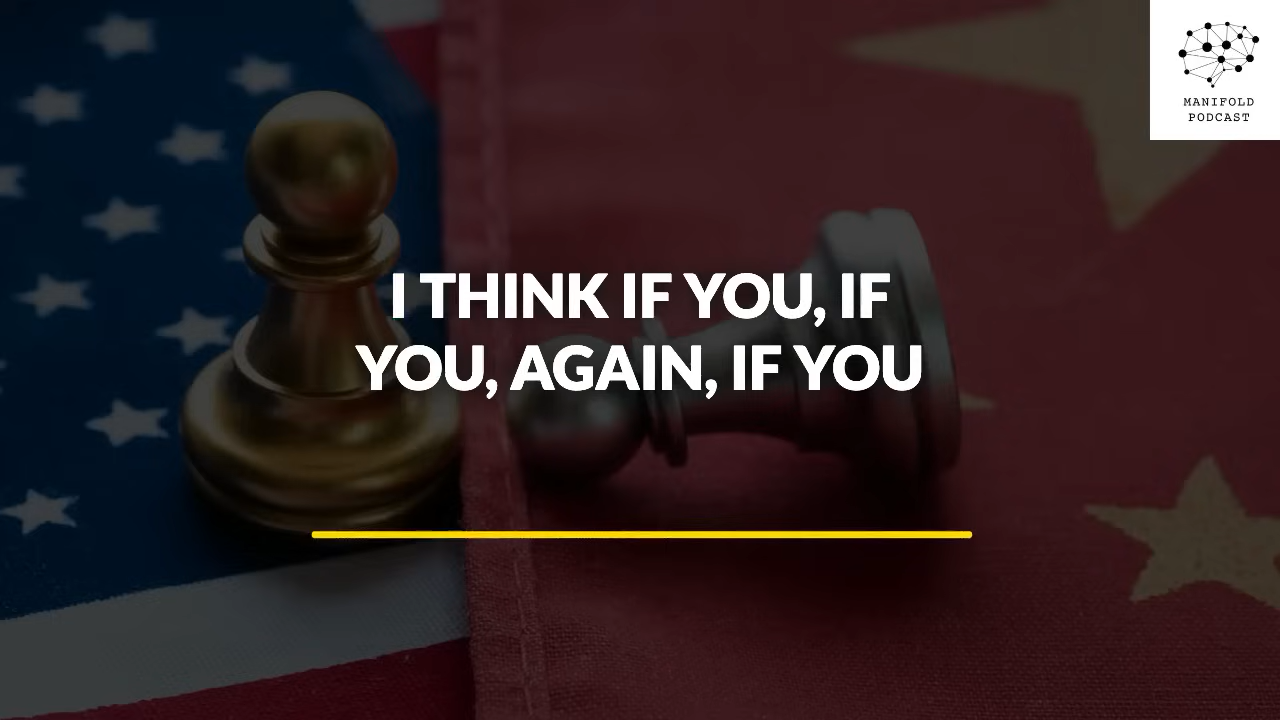 MANIFOLD
PODCAST
I THINK IF YOU, IF
YOU, AGAIN, IF YOU